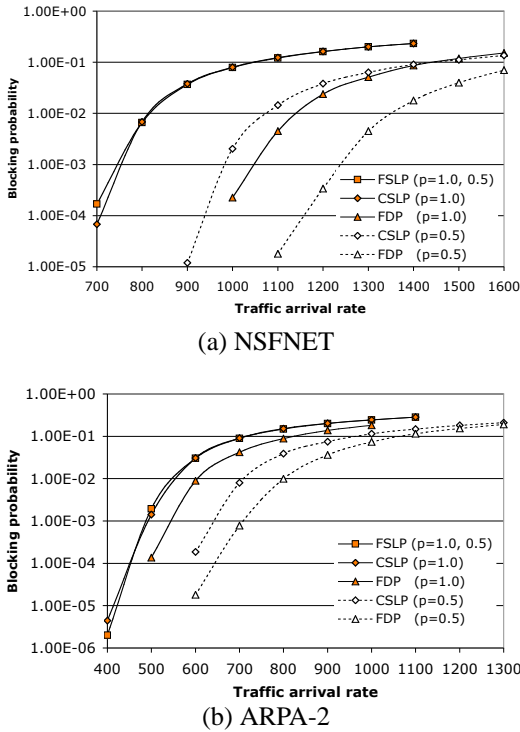 1.00E+00
1.00E-01
1.00E-02
1.00E-03
1.00E-04
1.00E-05
Blocking probability
FSLP (p=1.0, 0.5)
CSLP (p=1.0)
FDP (p=1.0)
CSLP (p=0.5)
FDP (p=0.5)
700 800 900 1000 1100 1200 1300 1400 1500 1600
Traffic arrival rate
(a) NSFNET
1.00E+00
1.00E-01
1.00E-02
1.00E-03
1.00E-04
1.00E-05
1.00E-06
Blocking probability
FSLP (p=1.0, 0.5)
CSLP (p=1.0)
FDP (p=1.0)
CSLP (p=0.5)
FDP (p=0.5)
400 500 600 700 800 900 1000 1100 1200 1300
Traffic arrival rate
(b) ARPA-2